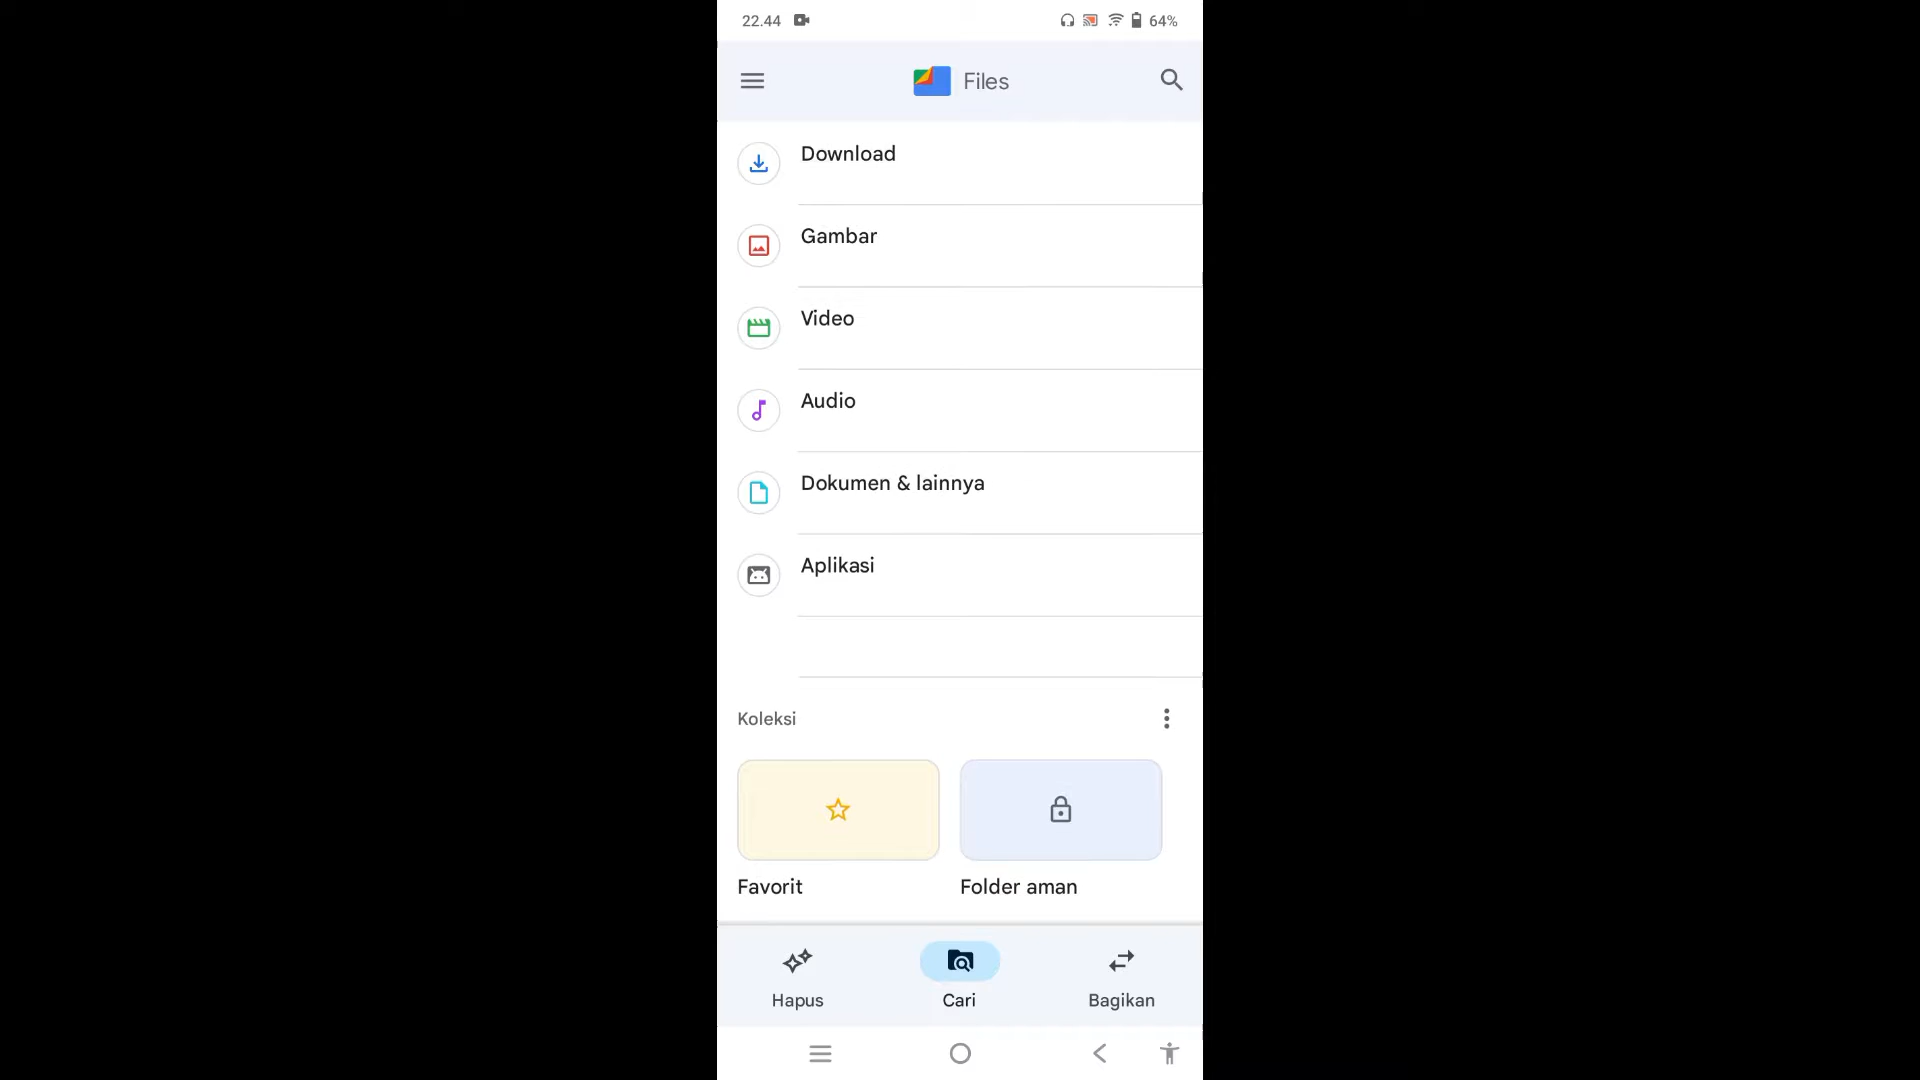 22.44 64%
Files
Download
Gambar
Video
Audio
Dokumen & lainnya
Aplikasi
Koleksi
Favorit Folder aman
Hapus Cari Bagikan